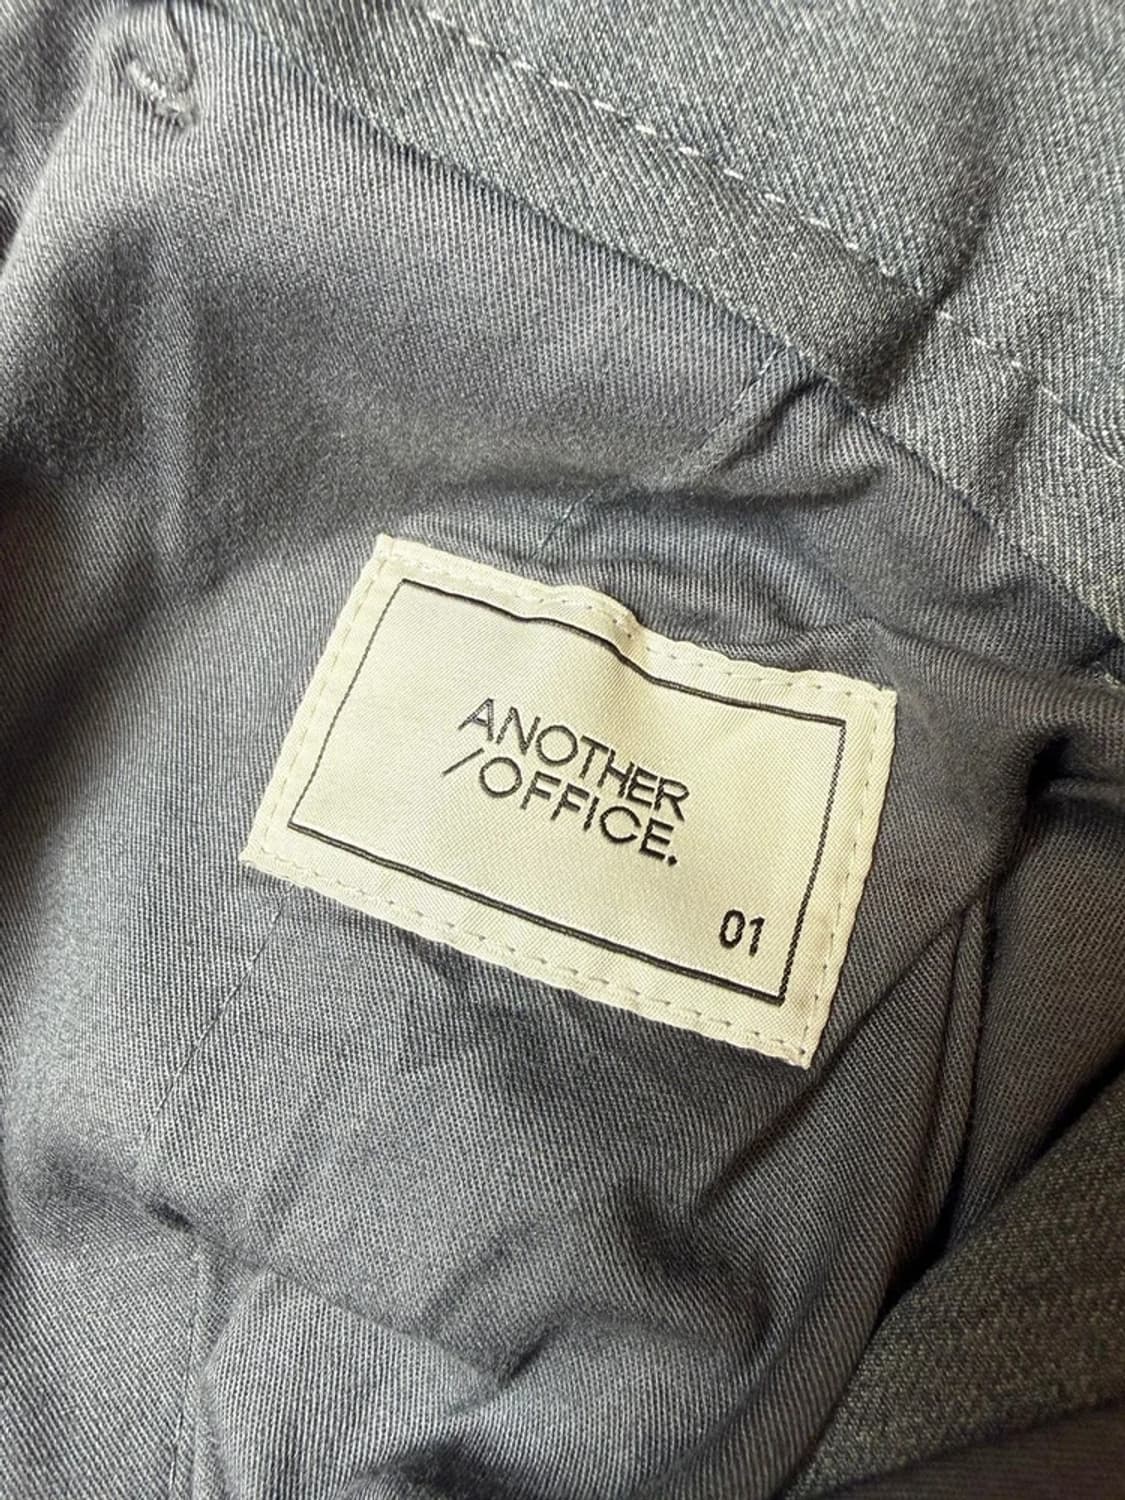 ANOTHER
/OFFICE.
01